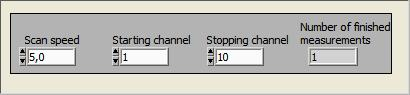 Number of finished
Scan speed Starting channel Stopping channel measurements
5,0 1 10 1